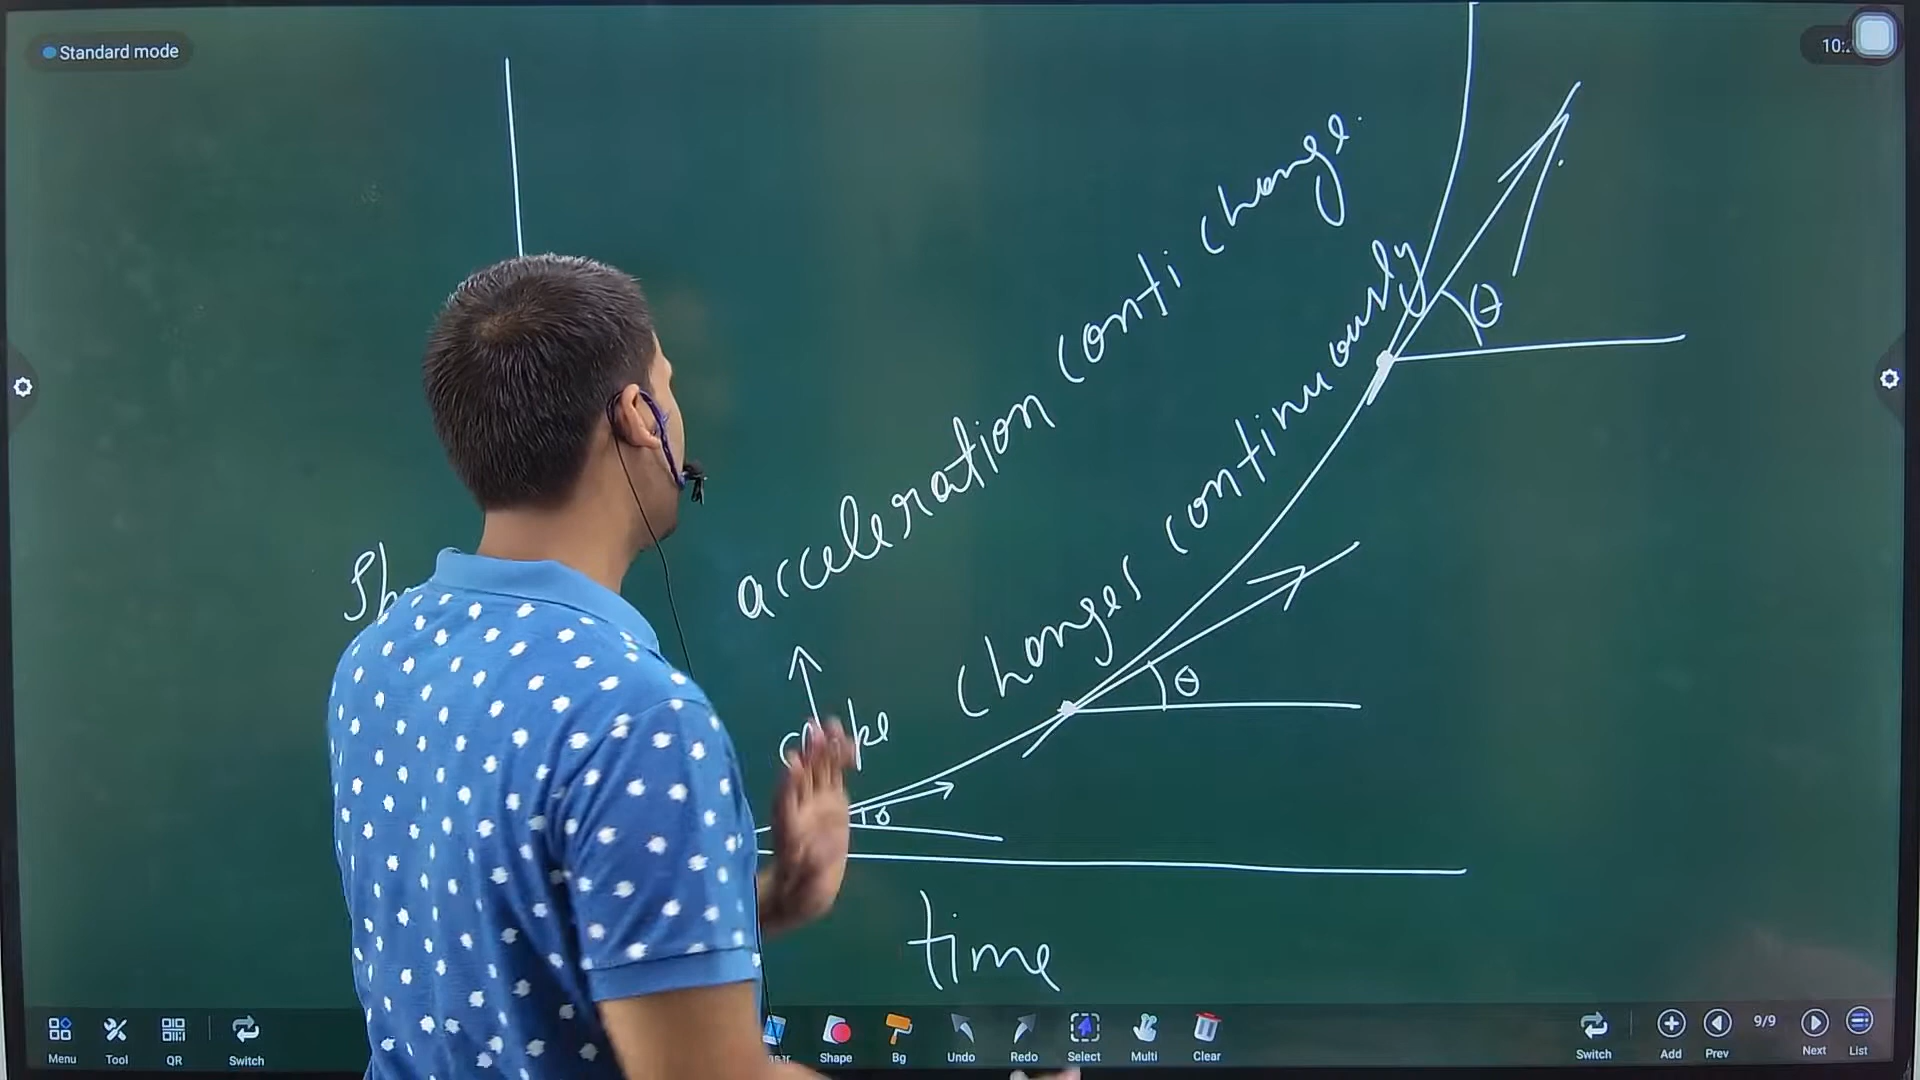 Standard mode
acceleration conti change.
changes continuously
θ
θ
θ
time
Menu
Tool
QR
Switch
Shape
Bg
Undo
Redo
Select
Multi
Clear
Switch
Add
Prev
9/9
Next
List